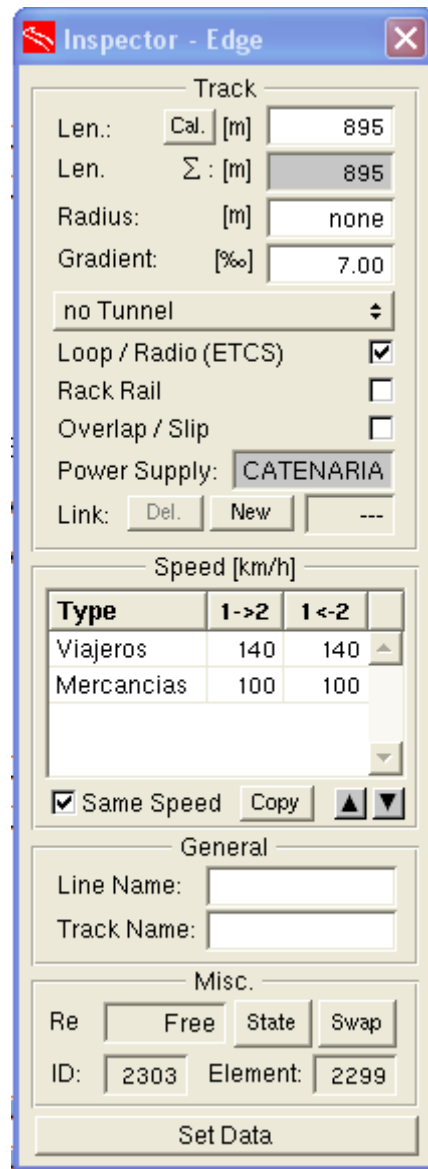 Inspector - Edge
Track
Len.: Cal. [m] 895
Len. Σ : [m] 895
Radius: [m] none
Gradient: [‰] 7.00
no Tunnel
Loop / Radio (ETCS)
Rack Rail
Overlap / Slip
Power Supply: CATENARIA
Link: Del. New ---
Speed [km/h]
Type 1->2 1<-2
Viajeros 140 140
Mercancias 100 100
Same Speed Copy
General
Line Name:
Track Name:
Misc.
Re Free State Swap
ID: 2303 Element: 2299
Set Data